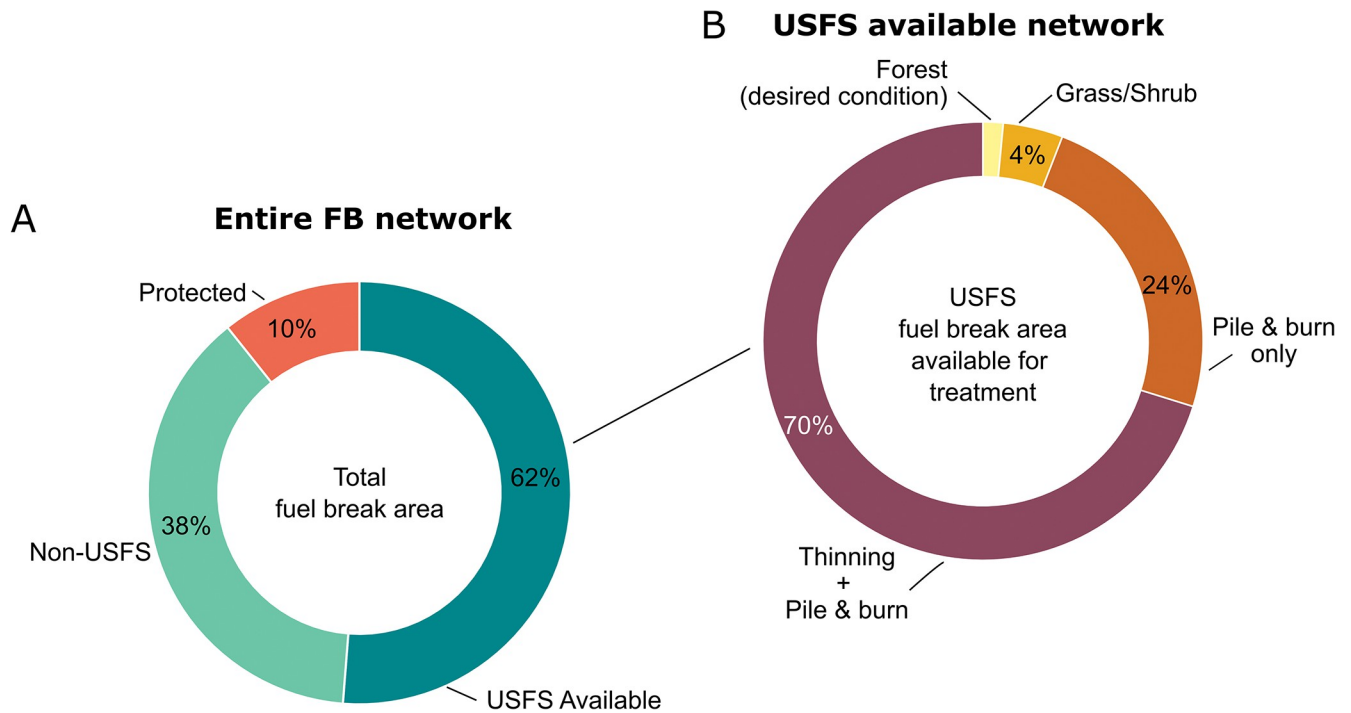 A
Entire FB network
Protected
10%
62%
38%
Total
fuel break area
Non-USFS
USFS Available
B
USFS available network
Forest
(desired condition)
Grass/Shrub
4%
24%
USFS
fuel break area
available for
treatment
Pile & burn
only
70%
Thinning
+
Pile & burn